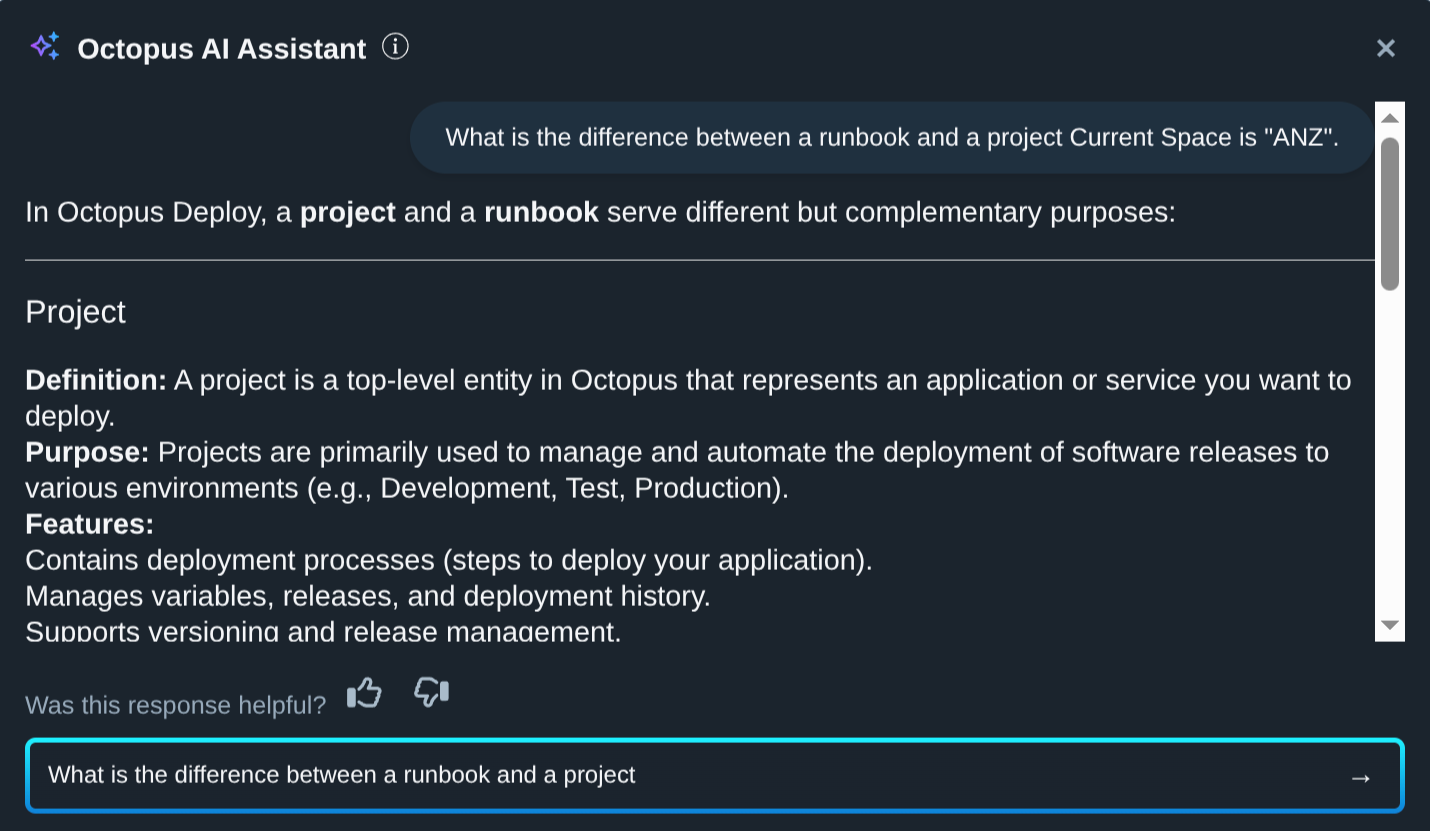 Octopus AI Assistant
What is the difference between a runbook and a project Current Space is "ANZ".
In Octopus Deploy, a project and a runbook serve different but complementary purposes:
Project
Definition: A project is a top-level entity in Octopus that represents an application or service you want to
deploy.
Purpose: Projects are primarily used to manage and automate the deployment of software releases to
various environments (e.g., Development, Test, Production).
Features:
Contains deployment processes (steps to deploy your application).
Manages variables, releases, and deployment history.
Supports versioning and release management.
Was this response helpful?
What is the difference between a runbook and a project →